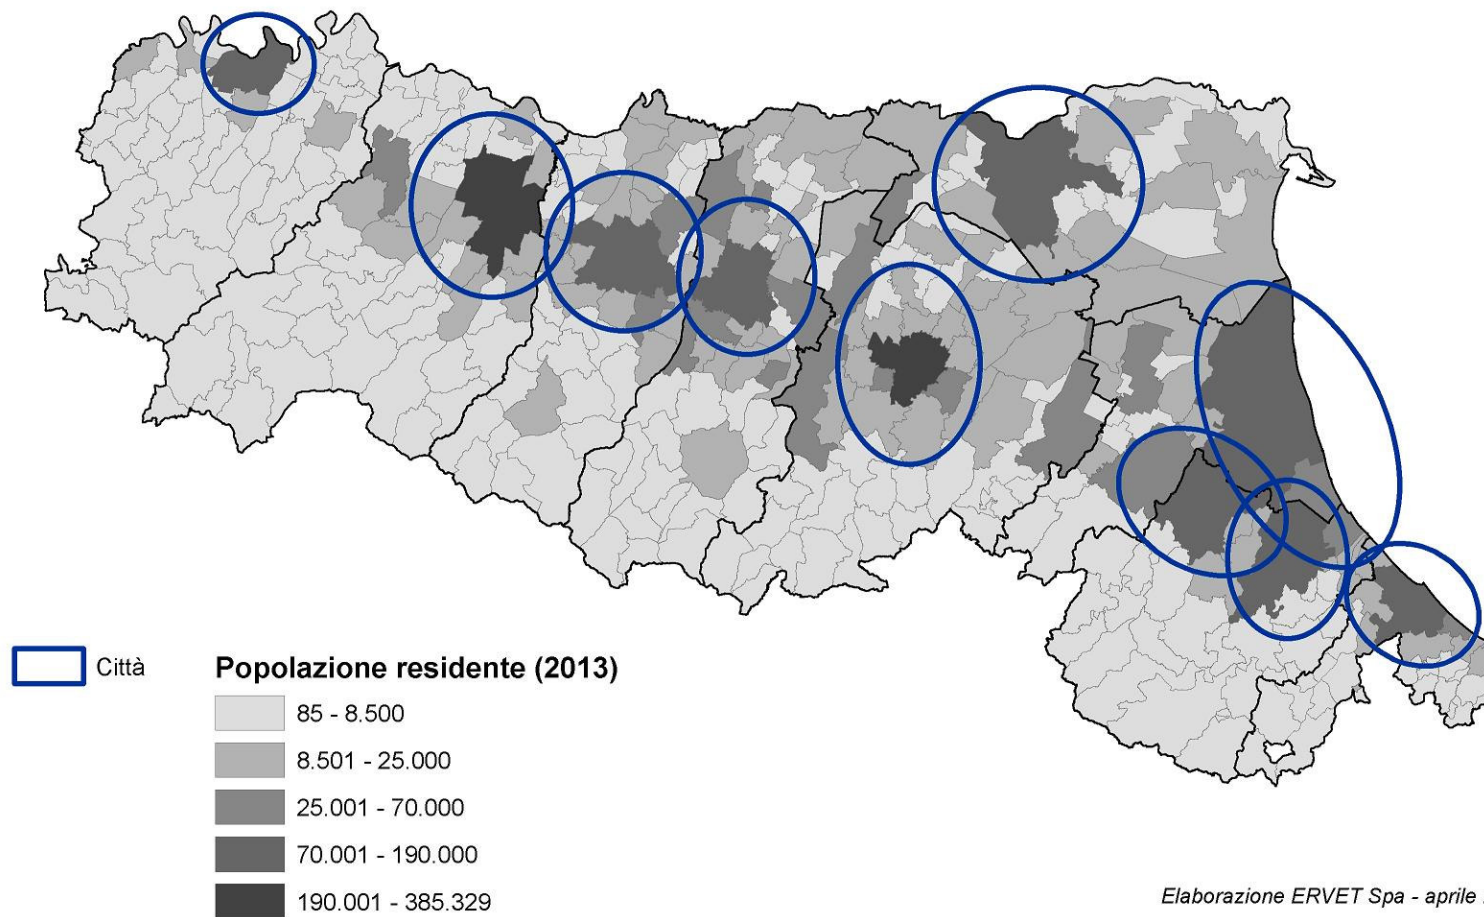 Città
Popolazione residente (2013)
85 - 8.500
8.501 - 25.000
25.001 - 70.000
70.001 - 190.000
190.001 - 385.329
Elaborazione ERVET Spa - aprile